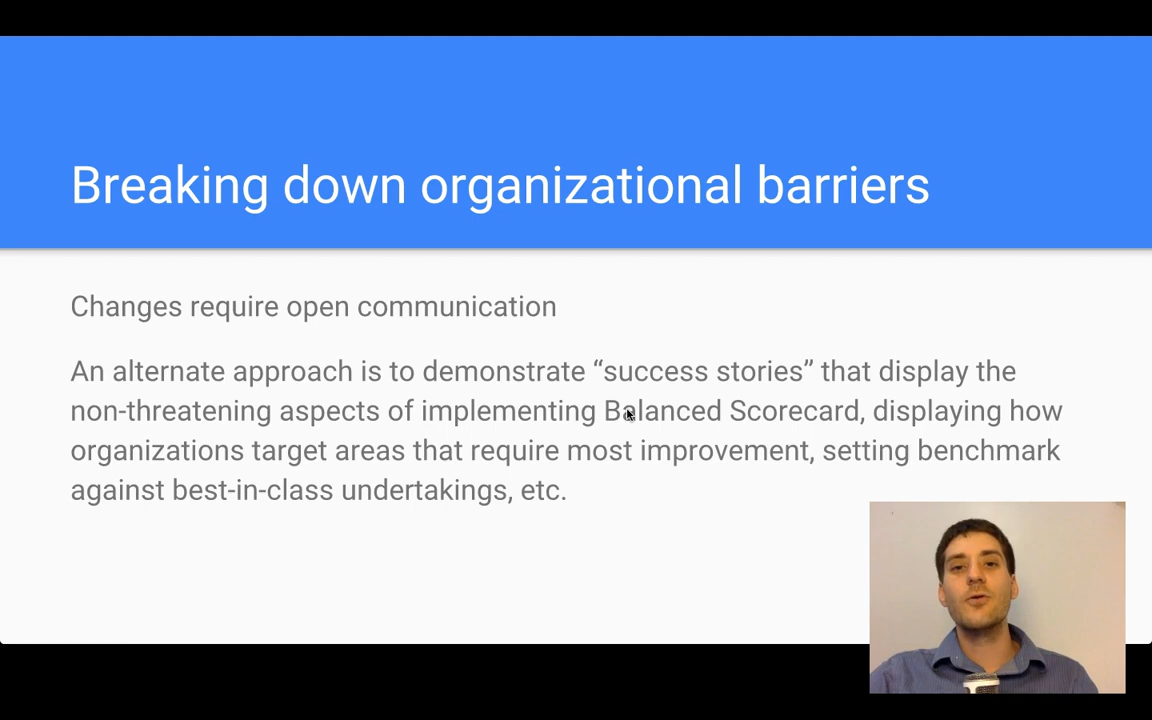 Breaking down organizational barriers
Changes require open communication
An alternate approach is to demonstrate “success stories” that display the
non-threatening aspects of implementing Balanced Scorecard, displaying how
organizations target areas that require most improvement, setting benchmark
against best-in-class undertakings, etc.